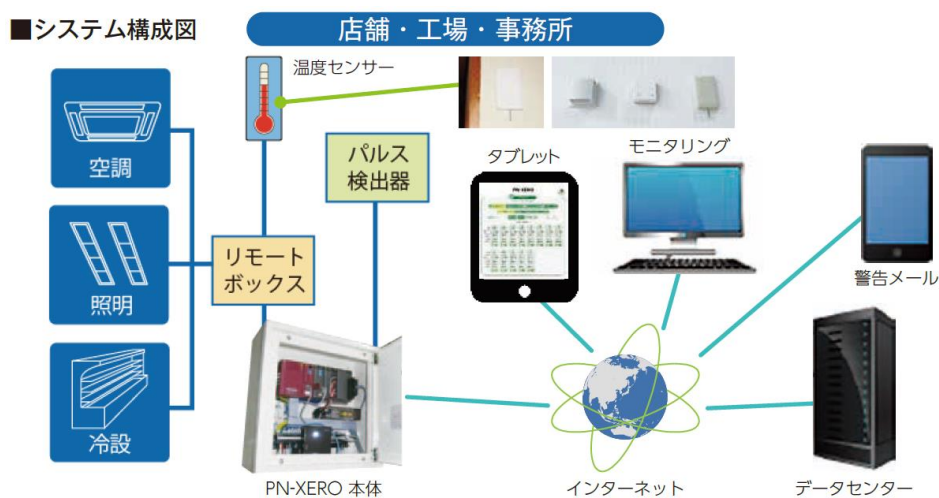 ■システム構成図
店舗・工場・事務所
温度センサー
空調
パルス
検出器
タブレット
モニタリング
PN-XERO
リモート
ボックス
照明
警告メール
冷設
PN-XERO 本体
インターネット
データセンター